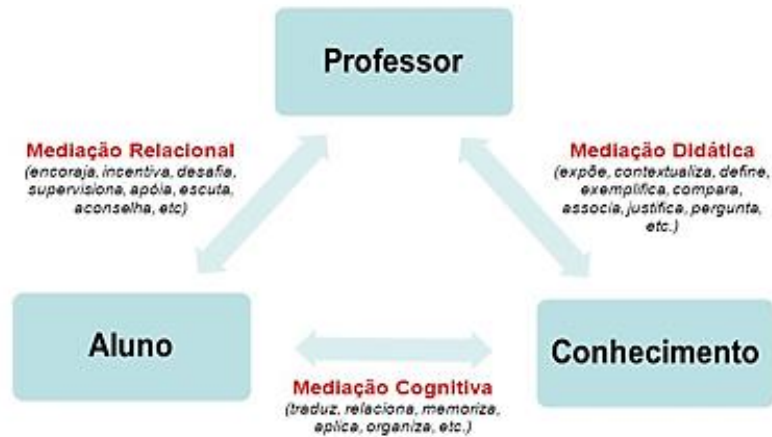 Professor
Mediação Relacional
(encoraja, incentiva, desafia,
supervisiona, apóia, escuta,
aconselha, etc)
Mediação Didática
(expõe, contextualiza, define,
exemplifica, compara,
associa, justifica, pergunta,
etc.)
Aluno
Conhecimento
Mediação Cognitiva
(traduz, relaciona, memoriza,
aplica, organiza, etc.)